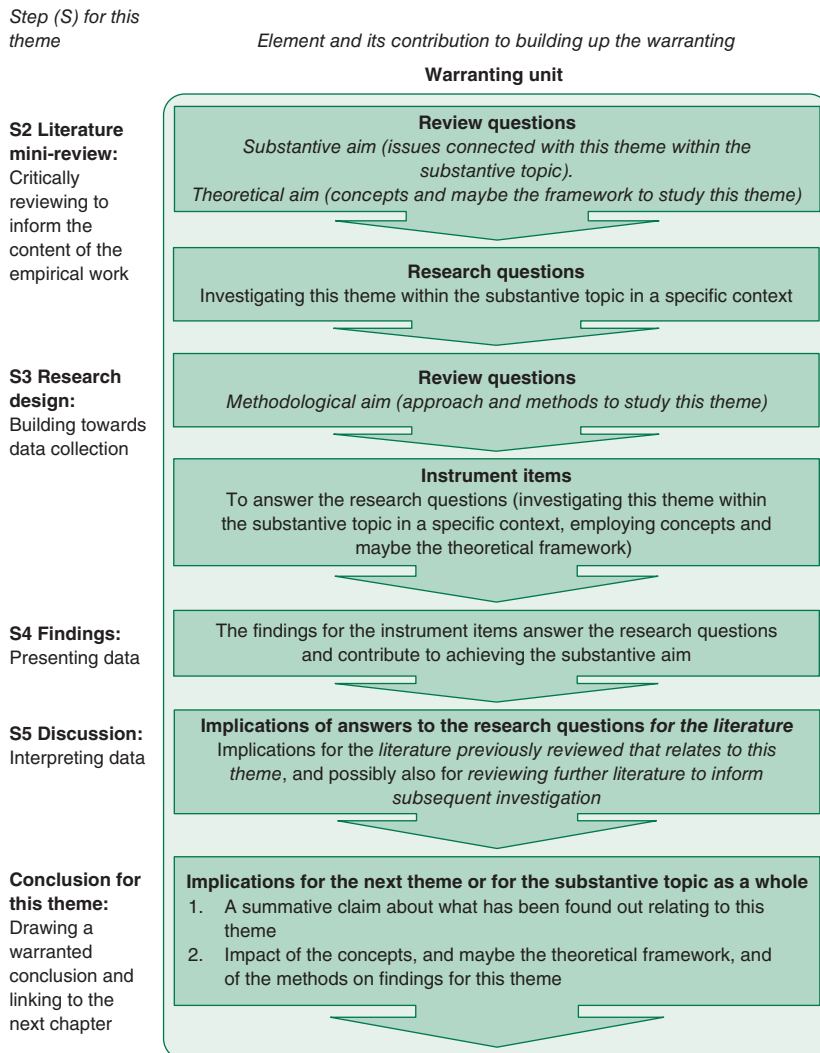 Step (S) for this
theme
Element and its contribution to building up the warranting
Warranting unit
S2 Literature
mini-review:
Critically
reviewing to
inform the
content of the
empirical work
Review questions
Substantive aim (issues connected with this theme within the
substantive topic).
Theoretical aim (concepts and maybe the framework to study this theme)
Research questions
Investigating this theme within the substantive topic in a specific context
S3 Research
design:
Building towards
data collection
Review questions
Methodological aim (approach and methods to study this theme)
Instrument items
To answer the research questions (investigating this theme within
the substantive topic in a specific context, employing concepts and
maybe the theoretical framework)
S4 Findings:
Presenting data
The findings for the instrument items answer the research questions
and contribute to achieving the substantive aim
S5 Discussion:
Interpreting data
Implications of answers to the research questions for the literature
Implications for the literature previously reviewed that relates to this
theme, and possibly also for reviewing further literature to inform
subsequent investigation
Conclusion for
this theme:
Drawing a
warranted
conclusion and
linking to the
next chapter
Implications for the next theme or for the substantive topic as a whole
1. A summative claim about what has been found out relating to this
theme
2. Impact of the concepts, and maybe the theoretical framework, and
of the methods on findings for this theme